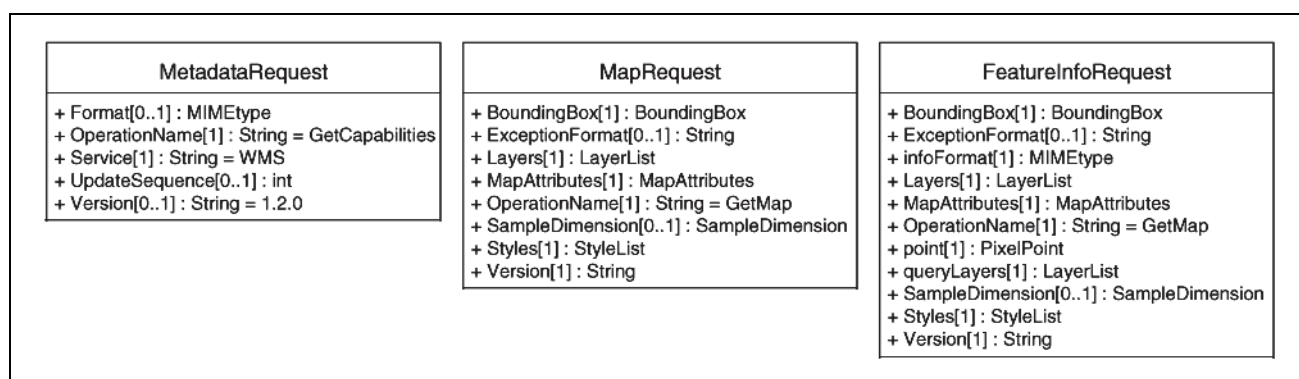 MetadataRequest
+ Format[0..1] : MIMEtype
+ OperationName[1] : String = GetCapabilities
+ Service[1] : String = WMS
+ UpdateSequence[0..1] : int
+ Version[0..1] : String = 1.2.0
MapRequest
+ BoundingBox[1] : BoundingBox
+ ExceptionFormat[0..1] : String
+ Layers[1] : LayerList
+ MapAttributes[1] : MapAttributes
+ OperationName[1] : String = GetMap
+ SampleDimension[0..1] : SampleDimension
+ Styles[1] : StyleList
+ Version[1] : String
FeatureInfoRequest
+ BoundingBox[1] : BoundingBox
+ ExceptionFormat[0..1] : String
+ infoFormat[1] : MIMEtype
+ Layers[1] : LayerList
+ MapAttributes[1] : MapAttributes
+ OperationName[1] : String = GetMap
+ point[1] : PixelPoint
+ queryLayers[1] : LayerList
+ SampleDimension[0..1] : SampleDimension
+ Styles[1] : StyleList
+ Version[1] : String